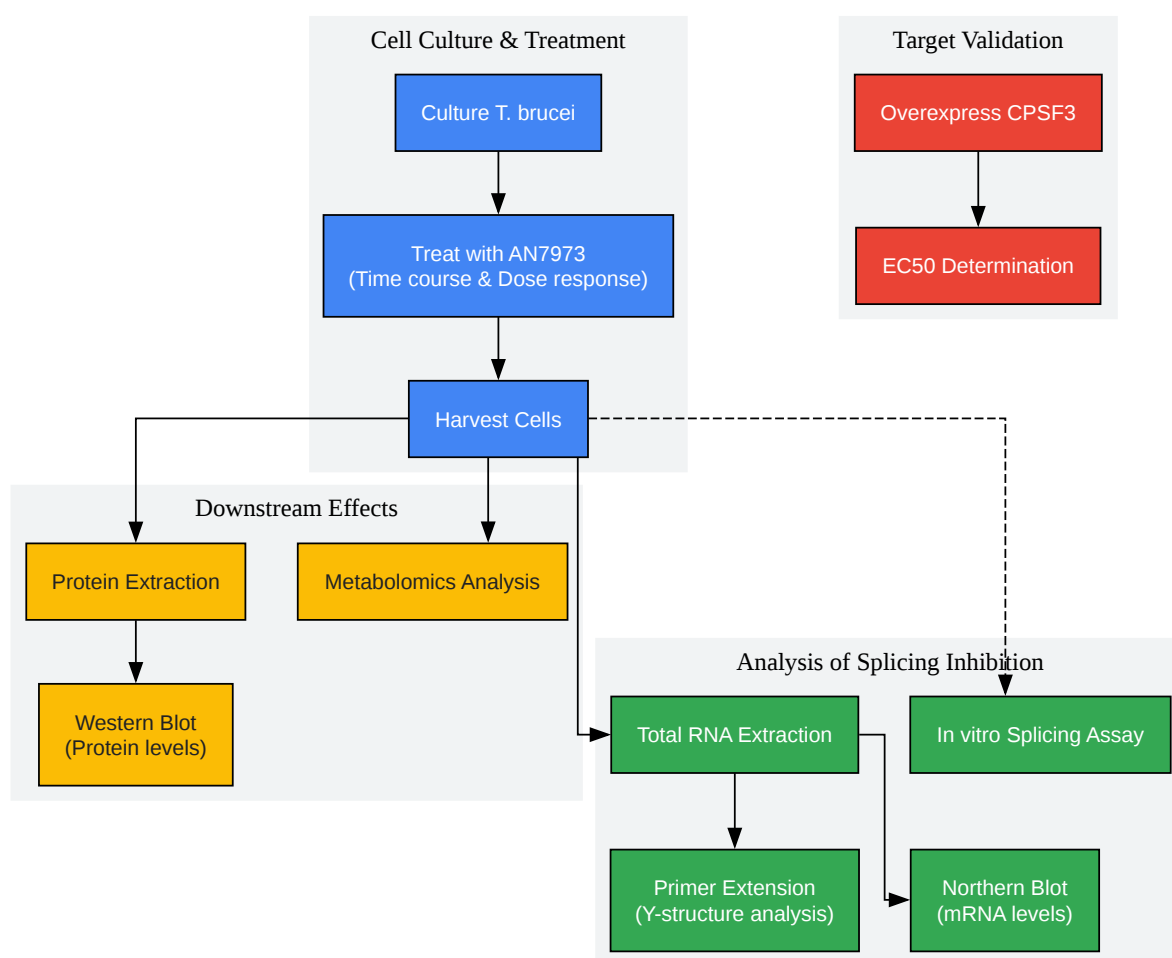 Cell Culture & Treatment
Culture T. brucei
Treat with AN7973
(Time course & Dose response)
Harvest Cells
Target Validation
Overexpress CPSF3
EC50 Determination
Downstream Effects
Protein Extraction
Metabolomics Analysis
Western Blot
(Protein levels)
Analysis of Splicing Inhibition
Total RNA Extraction
In vitro Splicing Assay
Primer Extension
(Y-structure analysis)
Northern Blot
(mRNA levels)